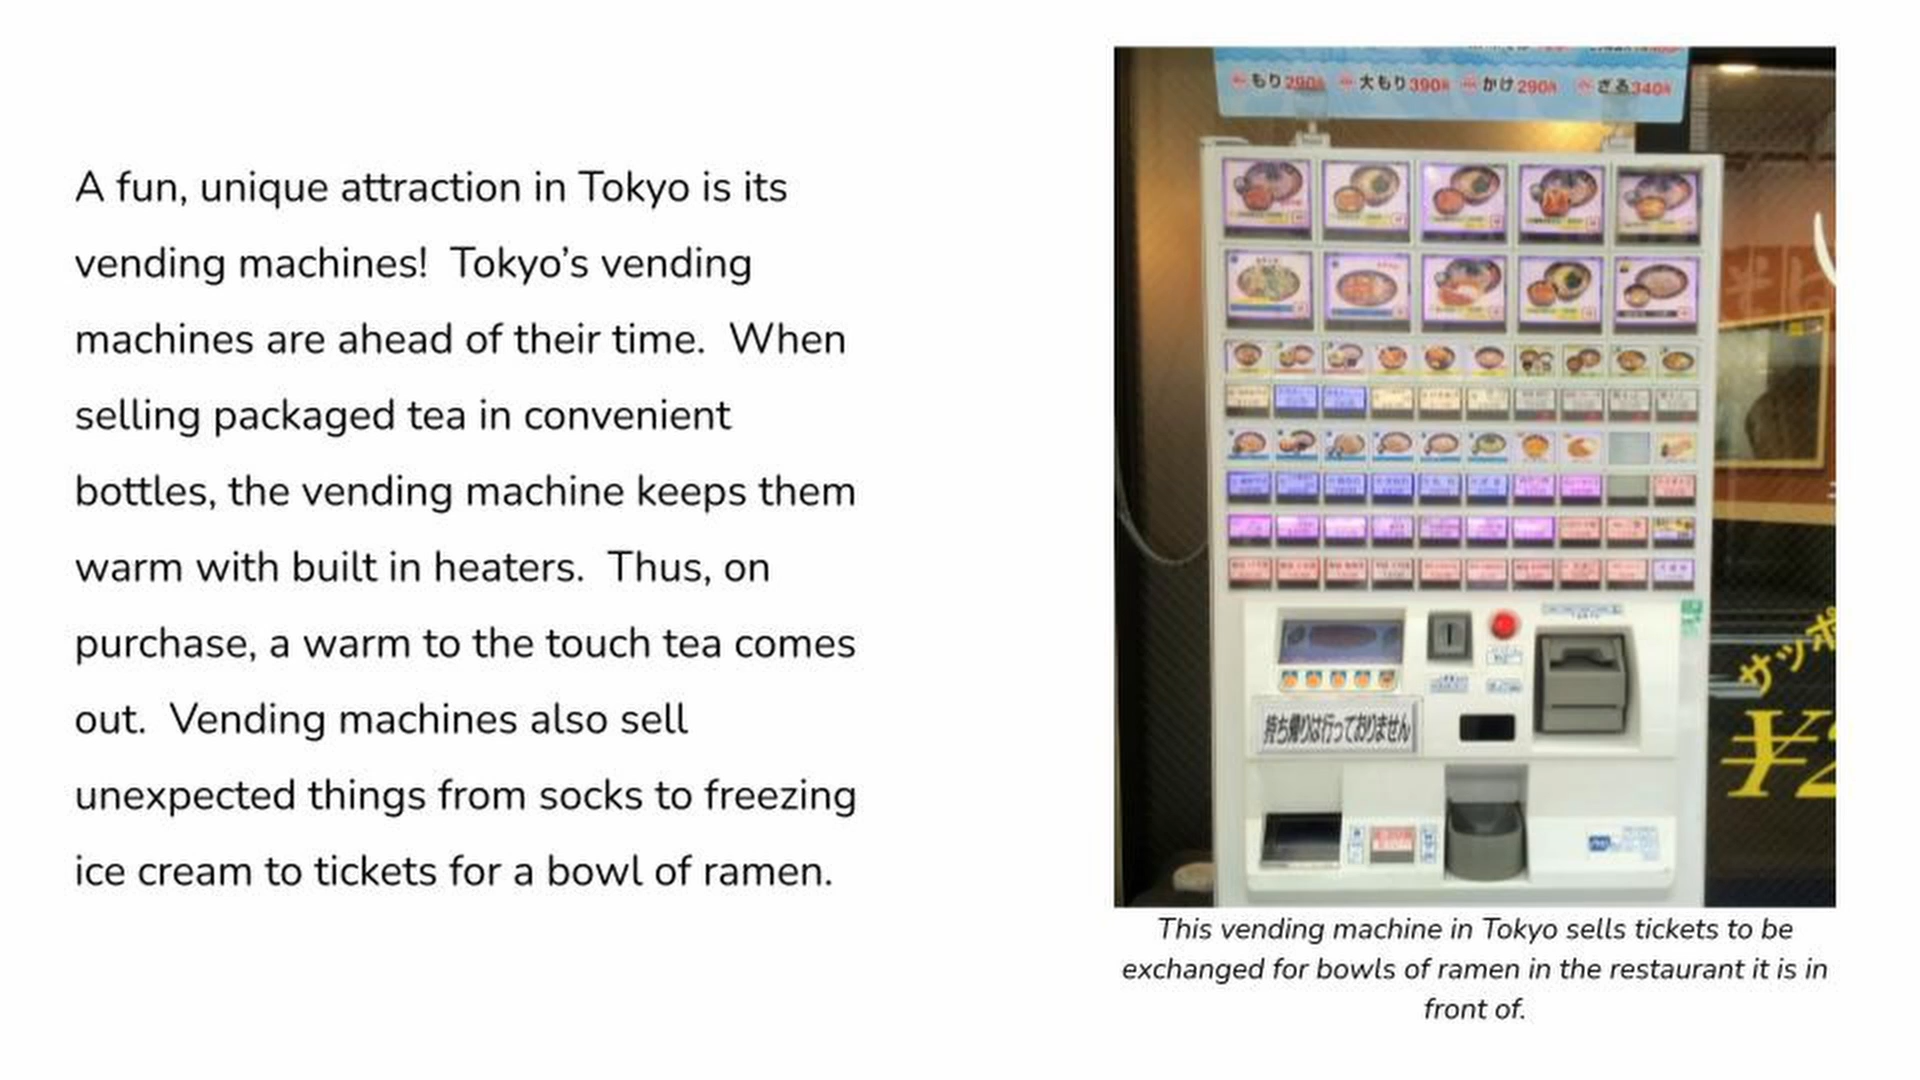 A fun, unique attraction in Tokyo is its
vending machines!  Tokyo’s vending
machines are ahead of their time.  When
selling packaged tea in convenient
bottles, the vending machine keeps them
warm with built in heaters.  Thus, on
purchase, a warm to the touch tea comes
out.  Vending machines also sell
unexpected things from socks to freezing
ice cream to tickets for a bowl of ramen.
もり290円 大もり390円 かけ290円 ざる340円
持ち帰りは行っておりません
サッポ
¥2
This vending machine in Tokyo sells tickets to be
exchanged for bowls of ramen in the restaurant it is in
front of.